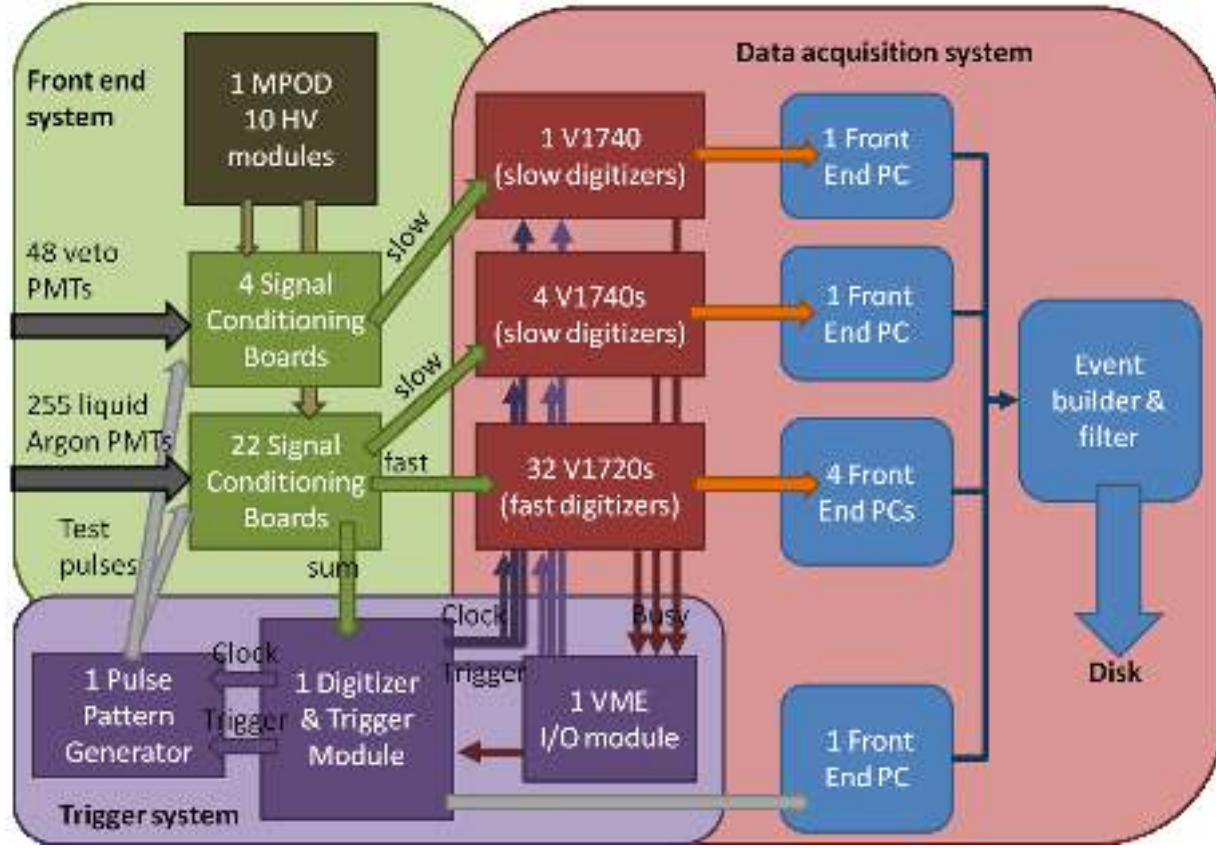 Front end
system
1 MPOD
10 HV
modules
Data acquisition system
48 veto
PMTs
4 Signal
Conditioning
Boards
slow
1 V1740
(slow digitizers)
1 Front
End PC
255 liquid
Argon PMTs
22 Signal
Conditioning
Boards
slow
fast
4 V1740s
(slow digitizers)
1 Front
End PC
32 V1720s
(fast digitizers)
4 Front
End PCs
Event
builder &
filter
Disk
Test
pulses
sum
Clock
Trigger
Busy
1 Pulse
Pattern
Generator
Clock
Trigger
1 Digitizer
& Trigger
Module
1 VME
I/O module
1 Front
End PC
Trigger system